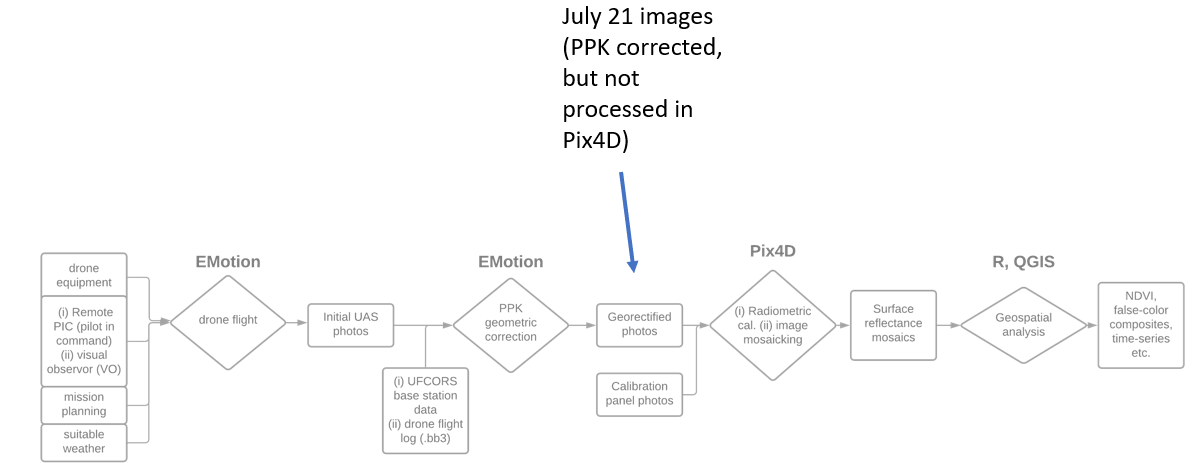 July 21 images
(PPK corrected,
but not
processed in
Pix4D)
EMotion
EMotion
Pix4D
R, QGIS
drone
equipment
(i) Remote
PIC (pilot in
command)
(ii) visual
observor (VO)
mission
planning
suitable
weather
drone flight
Initial UAS
photos
(i) UFCORS
base station
data
(ii) drone flight
log (.bb3)
PPK
geometric
correction
Georectified
photos
Calibration
panel photos
(i) Radiometric
cal. (ii) image
mosaicking
Surface
reflectance
mosaics
Geospatial
analysis
NDVI,
false-color
composites,
time-series
etc.